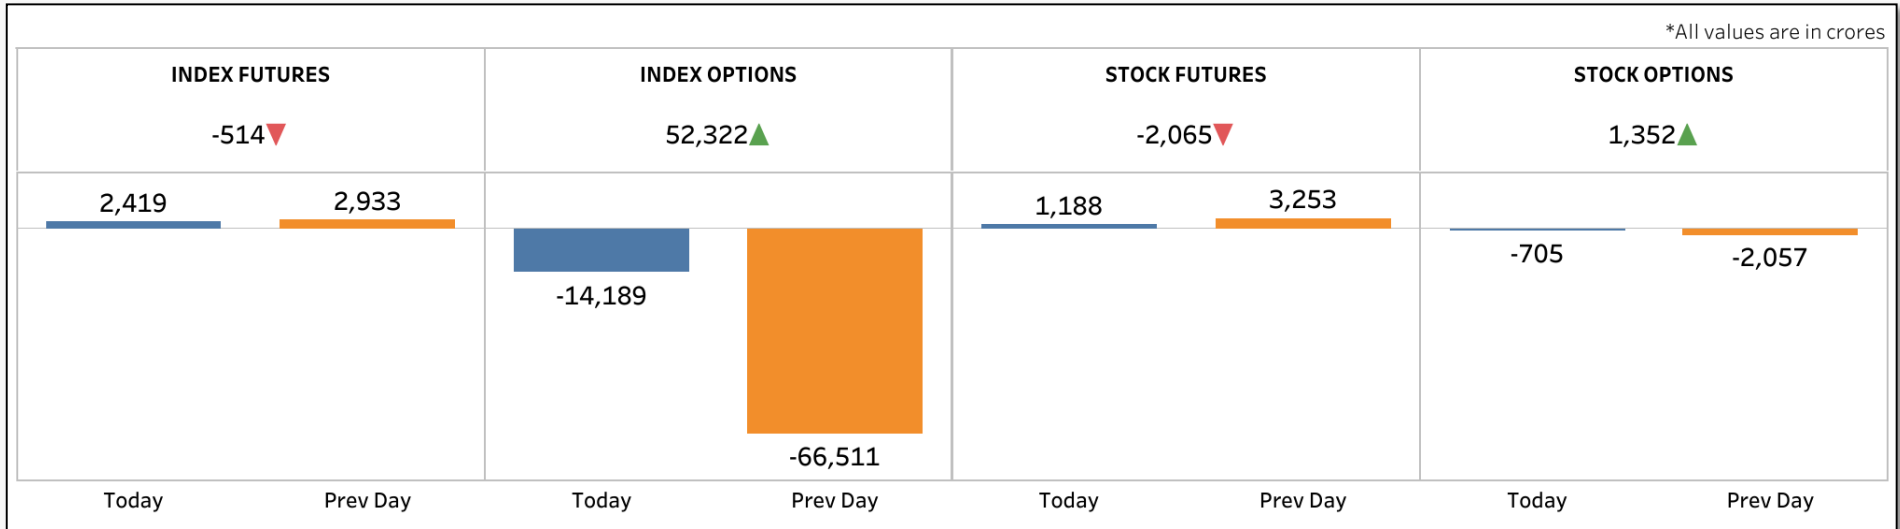 *All values are in crores
INDEX FUTURES
INDEX OPTIONS
STOCK FUTURES
STOCK OPTIONS
-514▼
52,322▲
-2,065▼
1,352▲
2,419
2,933
-14,189
-66,511
1,188
3,253
-705
-2,057
Today
Prev Day
Today
Prev Day
Today
Prev Day
Today
Prev Day